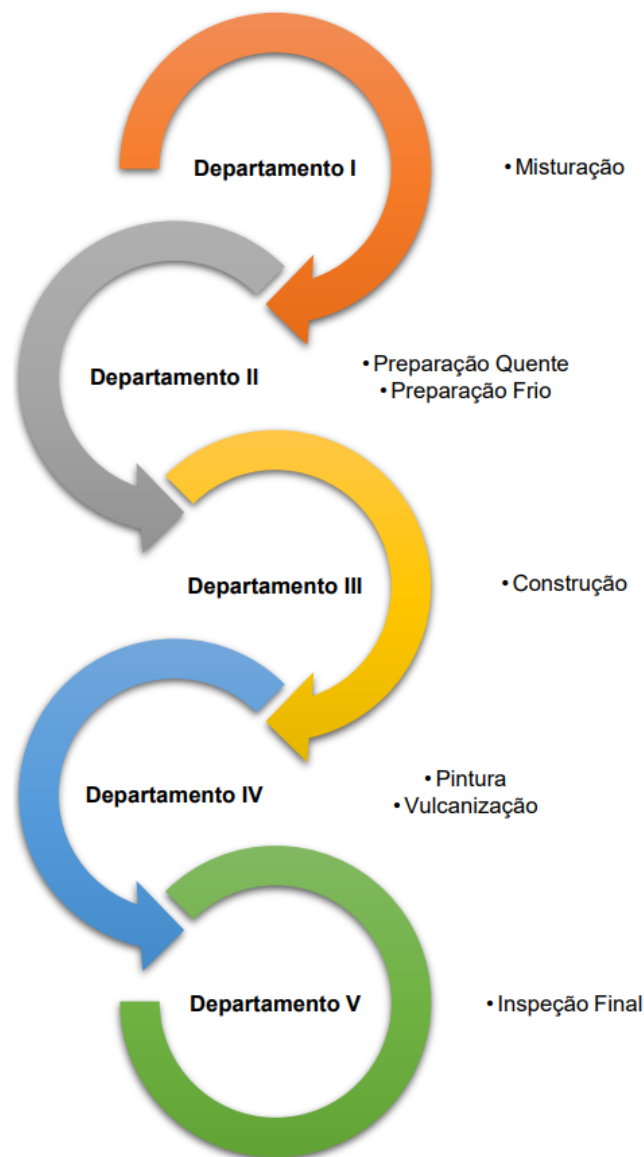 Departamento I
• Misturação
Departamento II
• Preparação Quente
• Preparação Frio
Departamento III
• Construção
Departamento IV
• Pintura
• Vulcanização
Departamento V
• Inspeção Final